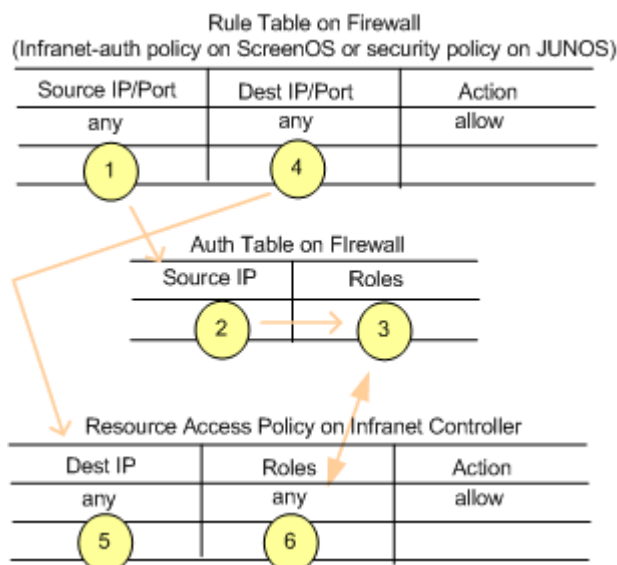 Rule Table on Firewall
(Infranet-auth policy on ScreenOS or security policy on JUNOS)
Source IP/Port Dest IP/Port Action
any any allow
1 4
Auth Table on FIrewall
Source IP Roles
2 3
Resource Access Policy on Infranet Controller
Dest IP Roles Action
any any allow
5 6